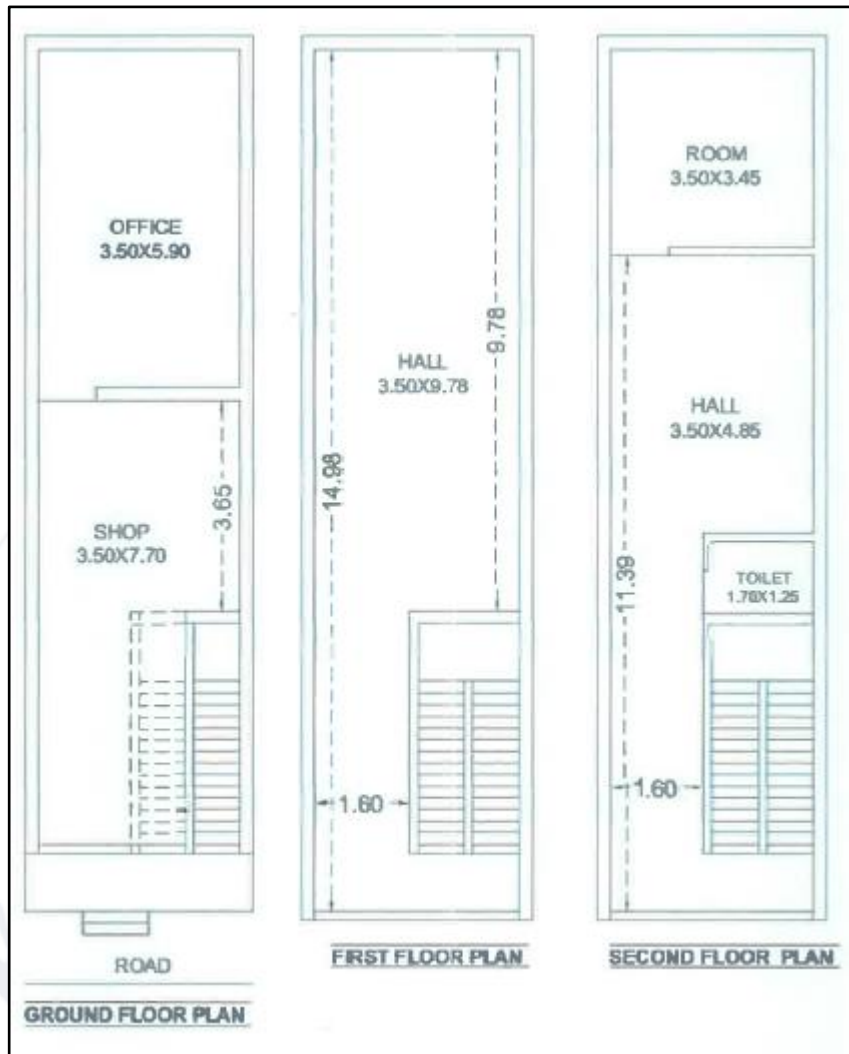 OFFICE
3.50X5.90
3.65
SHOP
3.50X7.70
ROAD
GROUND FLOOR PLAN
9.78
HALL
3.50X9.78
14.98
1.60
FIRST FLOOR PLAN
ROOM
3.50X3.45
HALL
3.50X4.85
TOILET
1.70X1.25
11.39
1.60
SECOND FLOOR PLAN